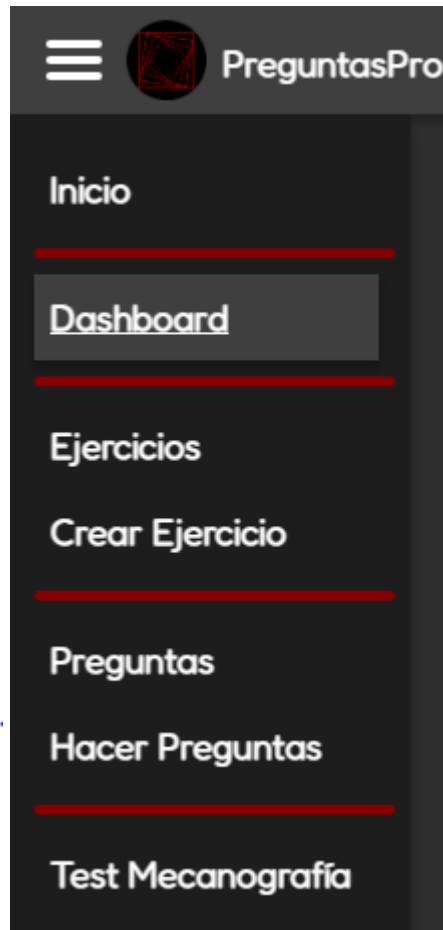 PreguntasPro
Inicio
Dashboard
Ejercicios
Crear Ejercicio
Preguntas
Hacer Preguntas
Test Mecanografía